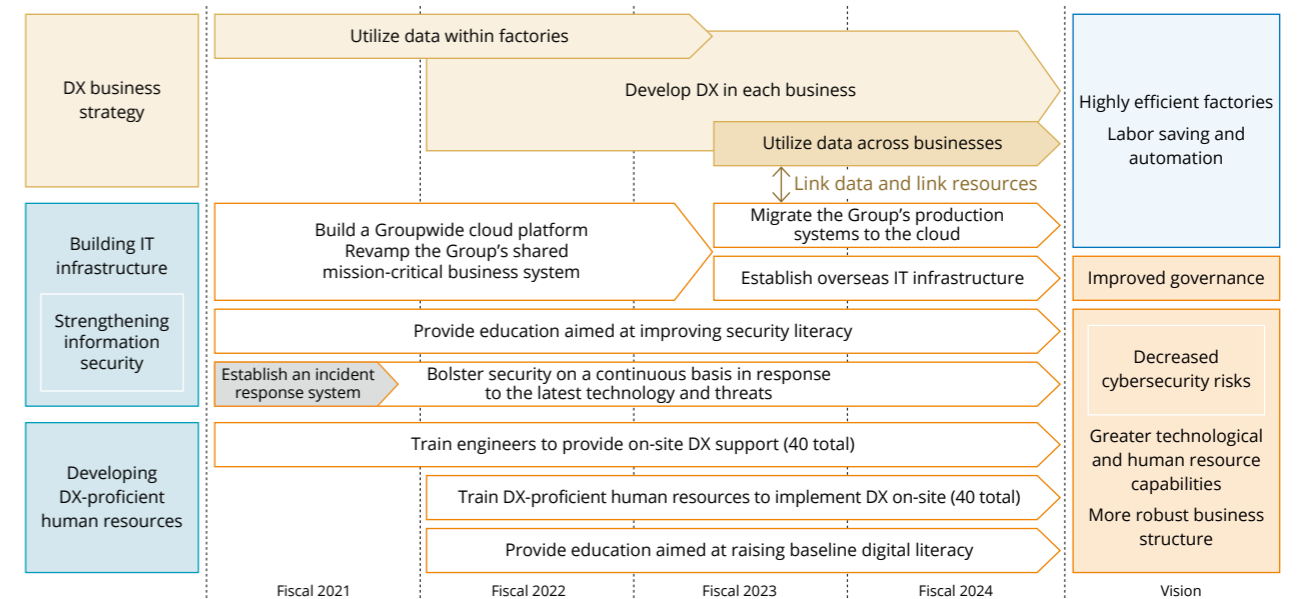 DX business
strategy
Utilize data within factories
Develop DX in each business
Utilize data across businesses
Link data and link resources
Highly efficient factories
Labor saving and
automation
Building IT
infrastructure
Strengthening
information
security
Build a Groupwide cloud platform
Revamp the Group’s shared
mission-critical business system
Migrate the Group’s production
systems to the cloud
Establish overseas IT infrastructure
Improved governance
Provide education aimed at improving security literacy
Establish an incident
response system
Bolster security on a continuous basis in response
to the latest technology and threats
Decreased
cybersecurity risks
Developing
DX-proficient
human resources
Train engineers to provide on-site DX support (40 total)
Train DX-proficient human resources to implement DX on-site (40 total)
Provide education aimed at raising baseline digital literacy
Greater technological
and human resource
capabilities
More robust business
structure
Fiscal 2021
Fiscal 2022
Fiscal 2023
Fiscal 2024
Vision